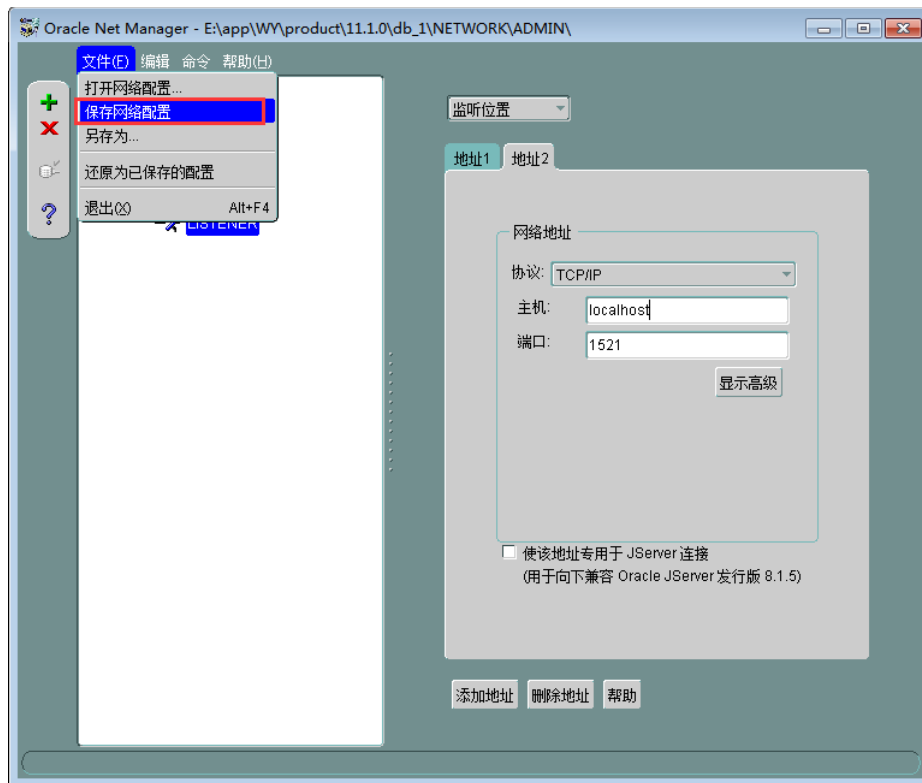 Oracle Net Manager - E:\app\WY\product\11.1.0\db_1\NETWORK\ADMIN\
文件(F) 编辑 命令 帮助(H)
打开网络配置...
保存网络配置
另存为...
还原为已保存的配置
退出(X) Alt+F4
LISTENER
监听位置
地址1 地址2
网络地址
协议: TCP/IP
主机: localhost
端口: 1521
显示高级
使该地址专用于 JServer 连接
(用于向下兼容 Oracle JServer 发行版 8.1.5)
添加地址 删除地址 帮助